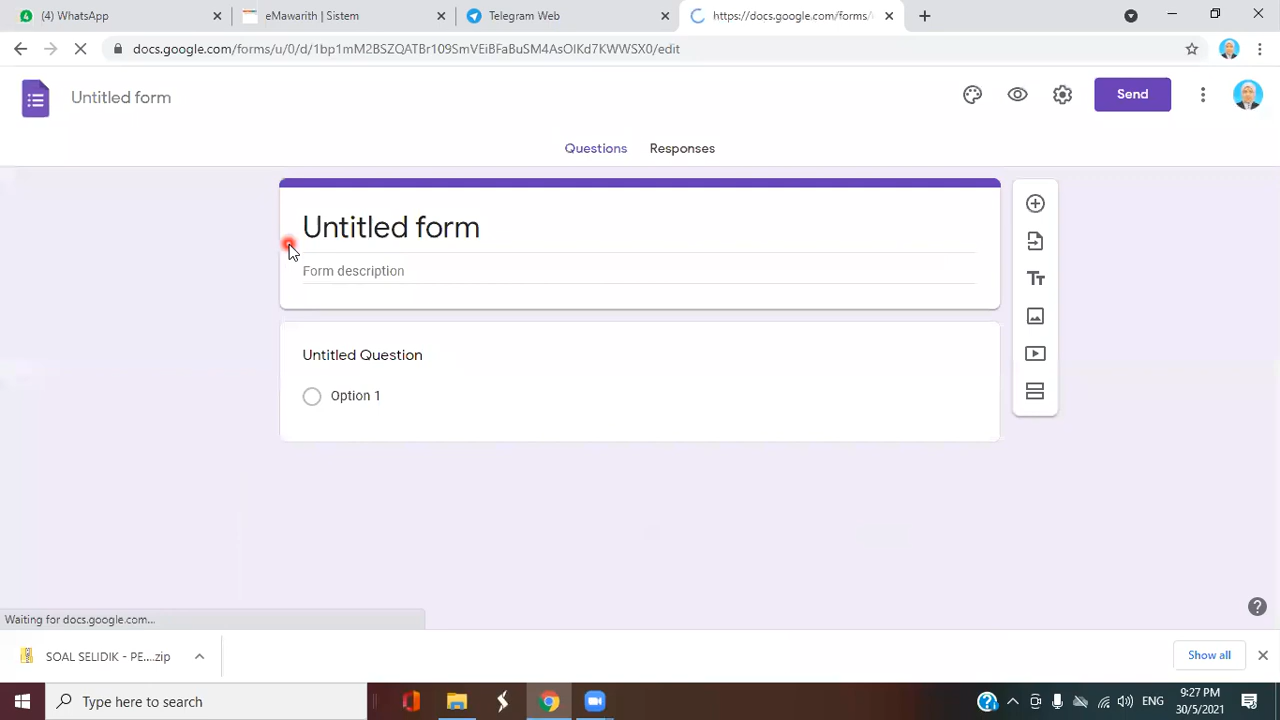 (4) WhatsApp
eMawarith | Sistem
Telegram Web
https://docs.google.com/forms/
docs.google.com/forms/u/0/d/1bp1mM2BSZQATBr109SmVEiBFaBuSM4AsOIKd7KWWSX0/edit
Untitled form
Send
Questions
Responses
Untitled form
Form description
Untitled Question
Option 1
Tт
Waiting for docs.google.com...
SOAL SELIDIK - PE....zip
Show all
Type here to search
ENG
9:27 PM
30/5/2021